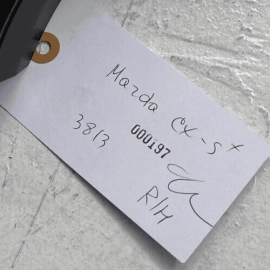 Mazda CX-5 +
3813 000197
R/H